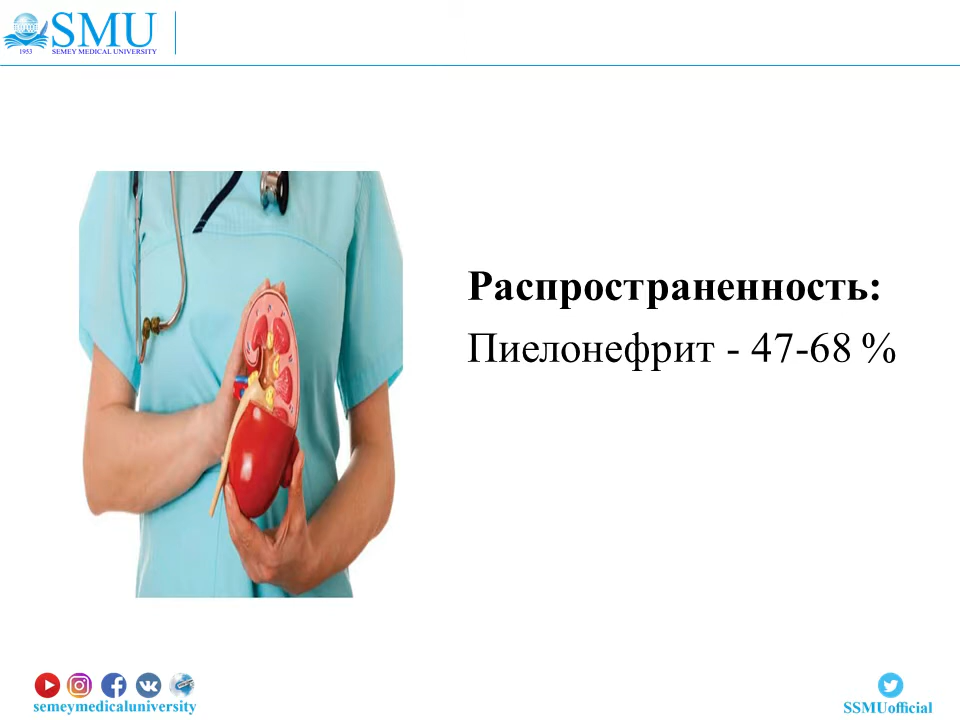 SMU
1953 SEMEY MEDICAL UNIVERSITY
Распространенность:
Пиелонефрит - 47-68 %
semeymedicaluniversity
SSMUofficial